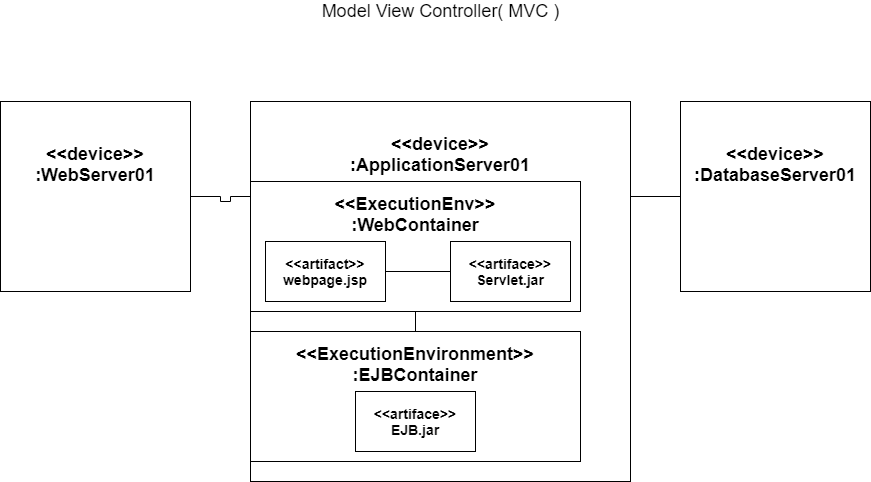 Model View Controller( MVC )
<<device>>
:WebServer01
<<device>>
:ApplicationServer01
<<device>>
:DatabaseServer01
<<ExecutionEnv>>
:WebContainer
<<artifact>>
webpage.jsp
<<artiface>>
Servlet.jar
<<ExecutionEnvironment>>
:EJBContainer
<<artiface>>
EJB.jar